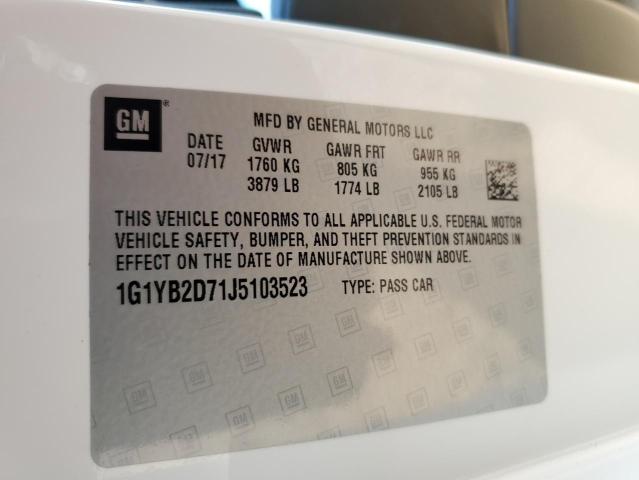 GM ®
MFD BY GENERAL MOTORS LLC
DATE GVWR GAWR FRT GAWR RR
07/17 1760 KG 805 KG 955 KG
3879 LB 1774 LB 2105 LB
THIS VEHICLE CONFORMS TO ALL APPLICABLE U.S. FEDERAL MOTOR
VEHICLE SAFETY, BUMPER, AND THEFT PREVENTION STANDARDS IN
EFFECT ON THE DATE OF MANUFACTURE SHOWN ABOVE.
1G1YB2D71J5103523 TYPE: PASS CAR